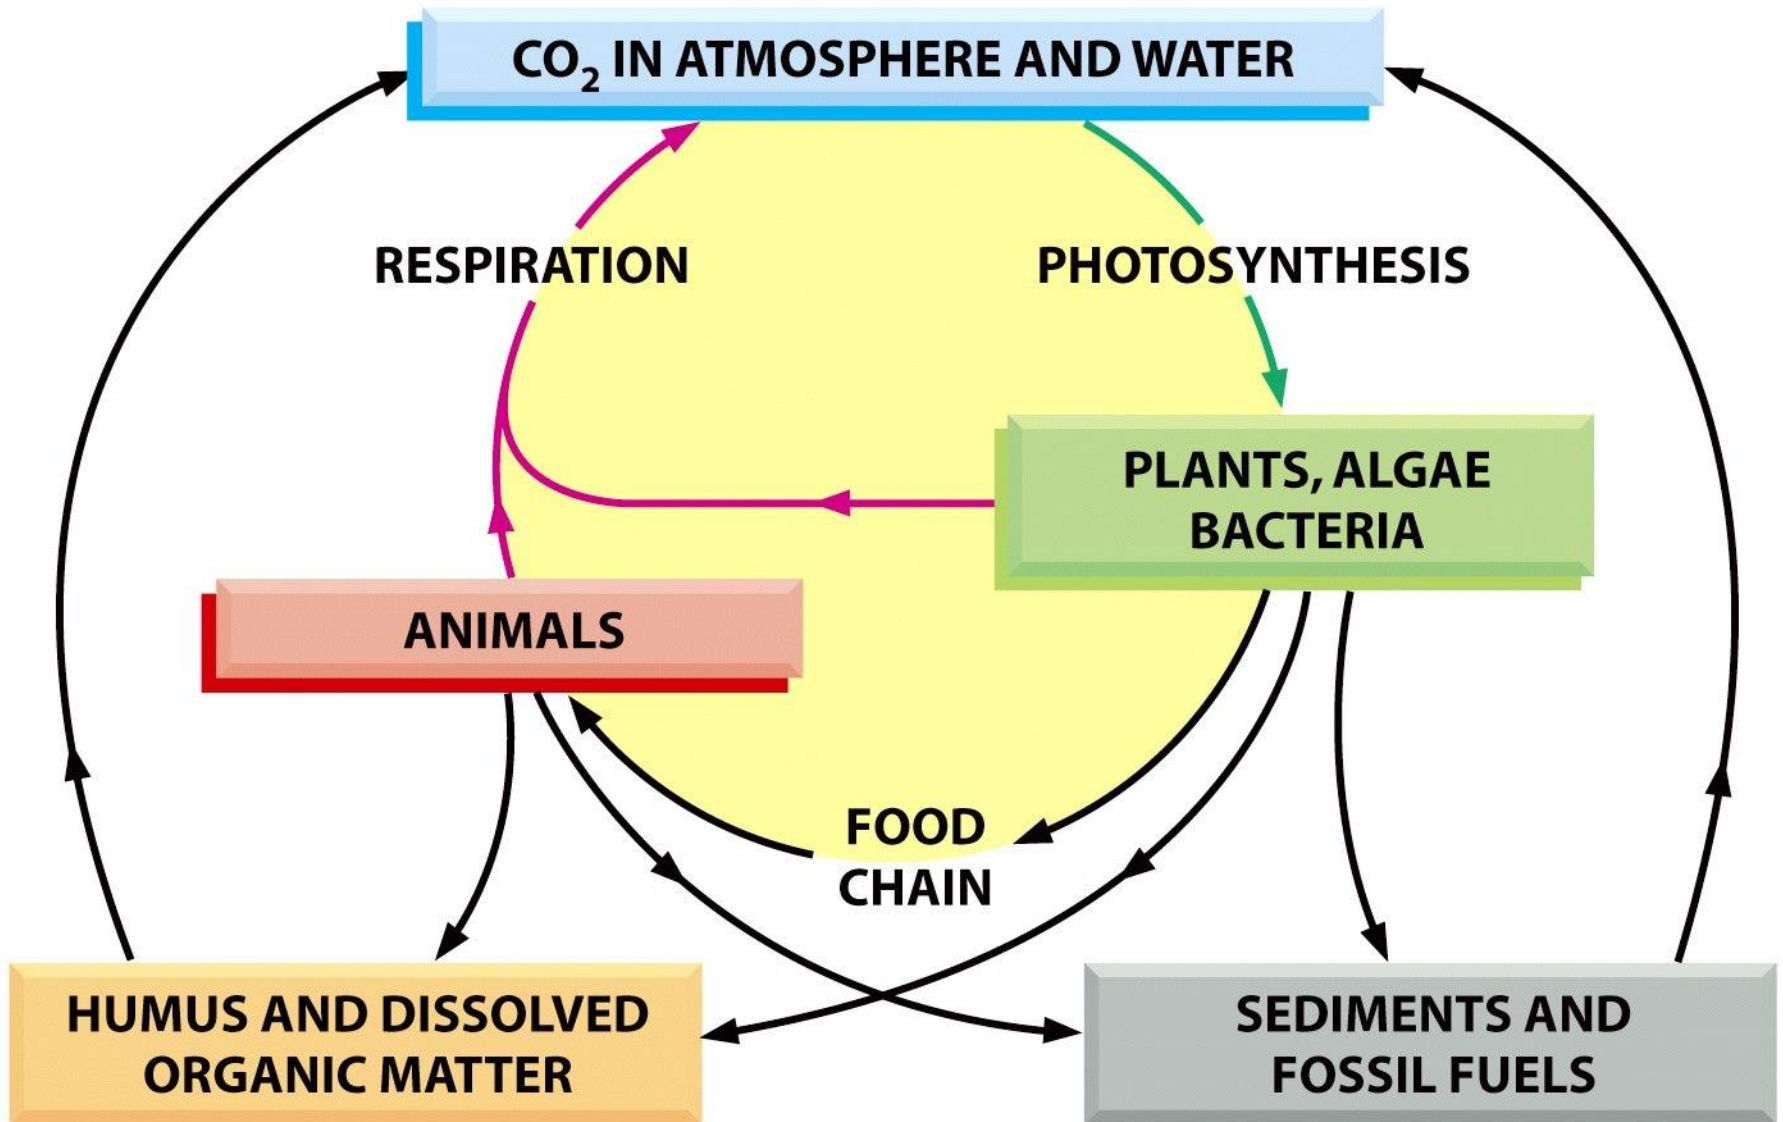 CO₂ IN ATMOSPHERE AND WATER
RESPIRATION
PHOTOSYNTHESIS
PLANTS, ALGAE
BACTERIA
ANIMALS
FOOD
CHAIN
HUMUS AND DISSOLVED
ORGANIC MATTER
SEDIMENTS AND
FOSSIL FUELS